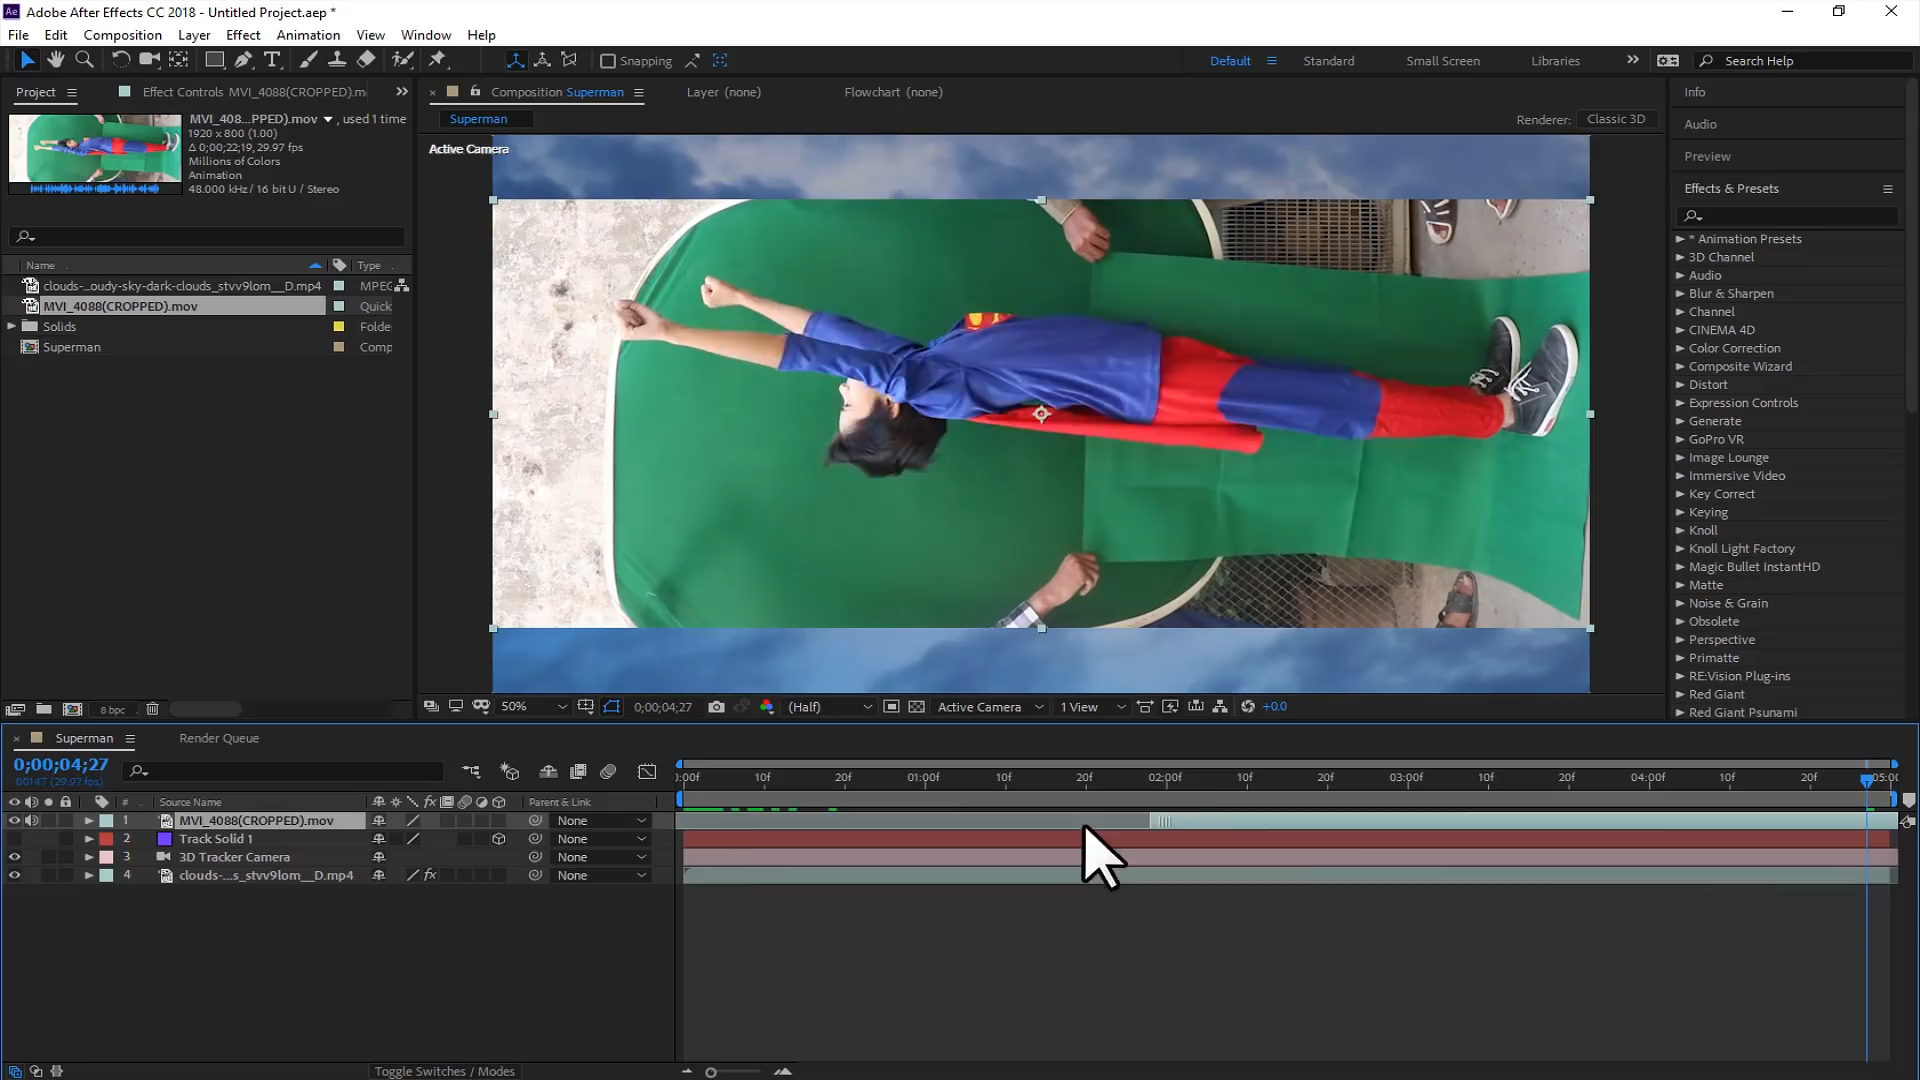 Adobe After Effects CC 2018 - Untitled Project.aep *
File Edit Composition Layer Effect Animation View Window Help
Snapping Default Standard Small Screen Libraries Search Help
Project Effect Controls MVI_4088(CROPPED).m
Composition Superman Layer (none) Flowchart (none)
Info
MVI_408...PPED).mov , used 1 time
1920 x 800 (1.00)
Δ 0;00;22;19, 29.97 fps
Millions of Colors
Animation
48.000 kHz / 16 bit U / Stereo
Superman Renderer: Classic 3D
Active Camera
Audio
Preview
Effects & Presets
Name Type
clouds-...oudy-sky-dark-clouds_stvv9lom__D.mp4 MPEG
MVI_4088(CROPPED).mov Quick
Solids Folde
Superman Comp
* Animation Presets
3D Channel
Audio
Blur & Sharpen
Channel
CINEMA 4D
Color Correction
Composite Wizard
Distort
Expression Controls
Generate
GoPro VR
Image Lounge
Immersive Video
Key Correct
Keying
Knoll
Knoll Light Factory
Magic Bullet InstantHD
Matte
Noise & Grain
Obsolete
Perspective
Primatte
RE:Vision Plug-ins
Red Giant
Red Giant Psunami
8 bpc
50% 0;00;04;27 (Half) Active Camera 1 View +0.0
Superman Render Queue
0;00;04;27
00147 (29.97 fps)
):00f 10f 20f 01:00f 10f 20f 02:00f 10f 20f 03:00f 10f 20f 04:00f 10f 20f 05:00
# Source Name fx Parent & Link
1 MVI_4088(CROPPED).mov None
2 Track Solid 1 None
3 3D Tracker Camera None
4 clouds-...s_stvv9lom__D.mp4 fx None
Toggle Switches / Modes